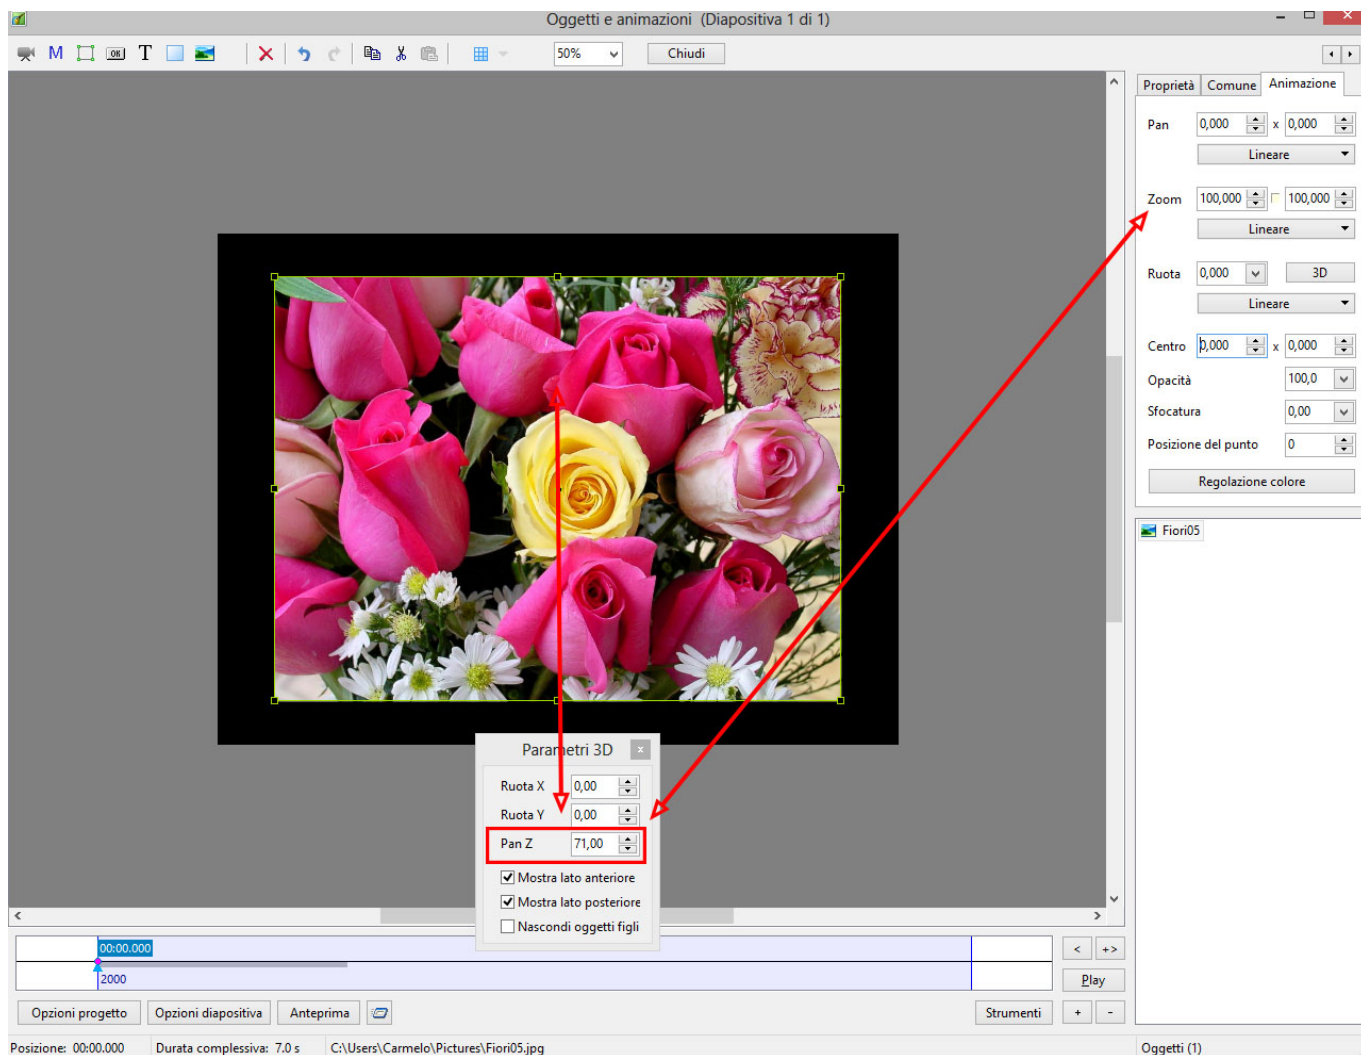 Oggetti e animazioni  (Diapositiva 1 di 1)
M OK T 50% Chiudi
Proprietà Comune Animazione
Pan 0,000 x 0,000
Lineare
Zoom 100,000 100,000
Lineare
Ruota 0,000 3D
Lineare
Centro 0,000 x 0,000
Opacità 100,0
Sfocatura 0,00
Posizione del punto 0
Regolazione colore
Fiori05
Parametri 3D
Ruota X 0,00
Ruota Y 0,00
Pan Z 71,00
Mostra lato anteriore
Mostra lato posteriore
Nascondi oggetti figli
00:00.000
2000
< +>
Play
Opzioni progetto Opzioni diapositiva Anteprima Strumenti + -
Posizione: 00:00.000 Durata complessiva: 7.0 s C:\Users\Carmelo\Pictures\Fiori05.jpg Oggetti (1)